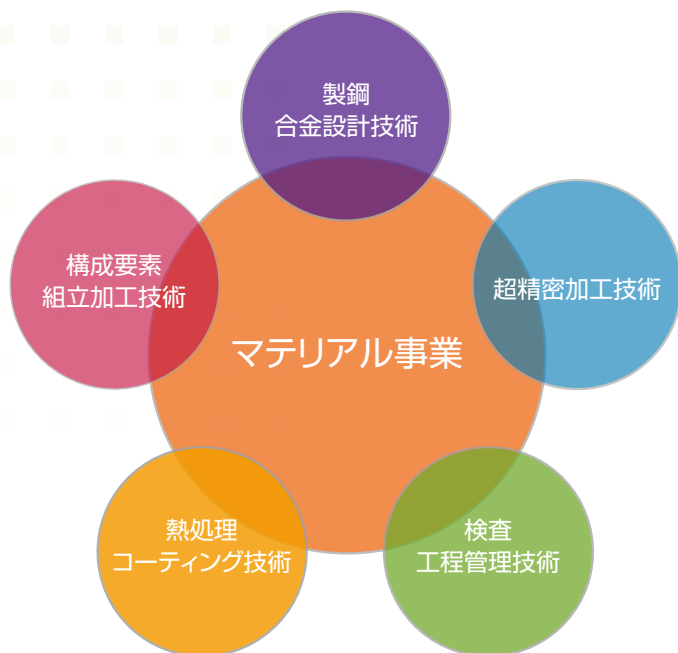 製鋼
合金設計技術
構成要素
組立加工技術
超精密加工技術
マテリアル事業
熱処理
コーティング技術
検査
工程管理技術